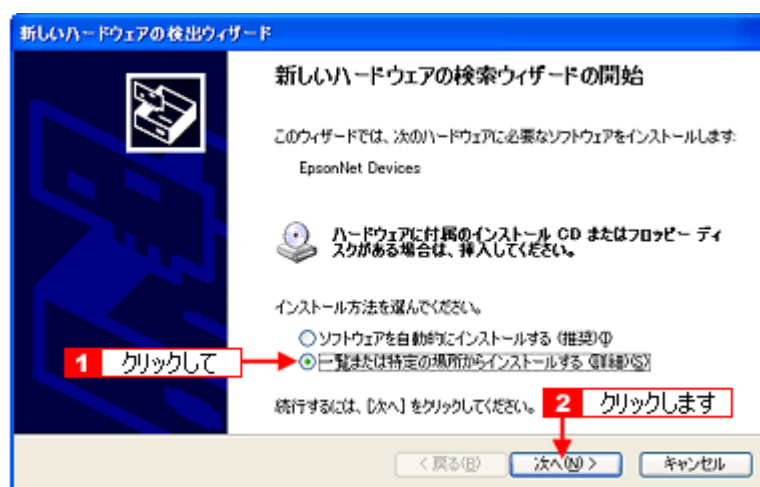 新しいハードウェアの検出ウィザード
新しいハードウェアの検索ウィザードの開始
このウィザードでは、次のハードウェアに必要なソフトウェアをインストールします:
EpsonNet Devices
ハードウェアに付属のインストール CD またはフロッピー ディ
スクがある場合は、挿入してください。
インストール方法を選んでください。
ソフトウェアを自動的にインストールする (推奨)(I)
1 クリックして
一覧または特定の場所からインストールする (詳細)(S)
続行するには、[次へ] をクリックしてください。
2 クリックします
< 戻る(B)
次へ(N) >
キャンセル